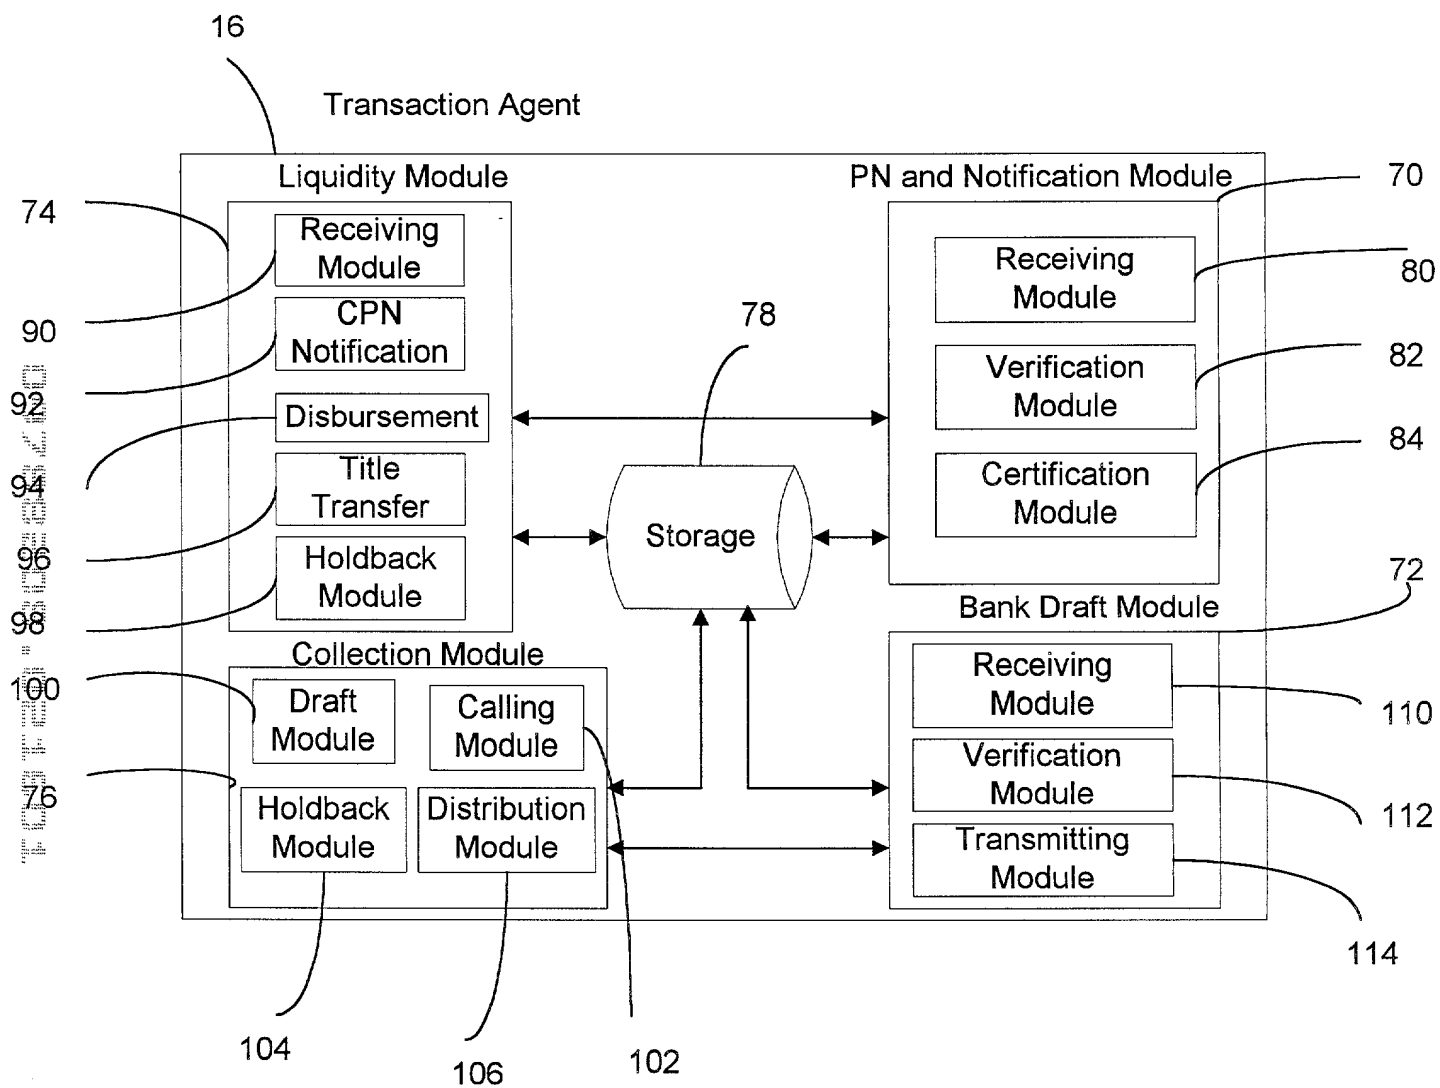 16
Transaction Agent
Liquidity Module
PN and Notification Module
70
74
Receiving
Module
90
CPN
Notification
92
Disbursement
94
Title
Transfer
96
Holdback
Module
98
78
Storage
Receiving
Module
80
Verification
Module
82
Certification
Module
84
72
Bank Draft Module
Collection Module
100
Draft
Module
Calling
Module
76
Holdback
Module
Distribution
Module
Receiving
Module
110
Verification
Module
112
Transmitting
Module
114
104
106
102